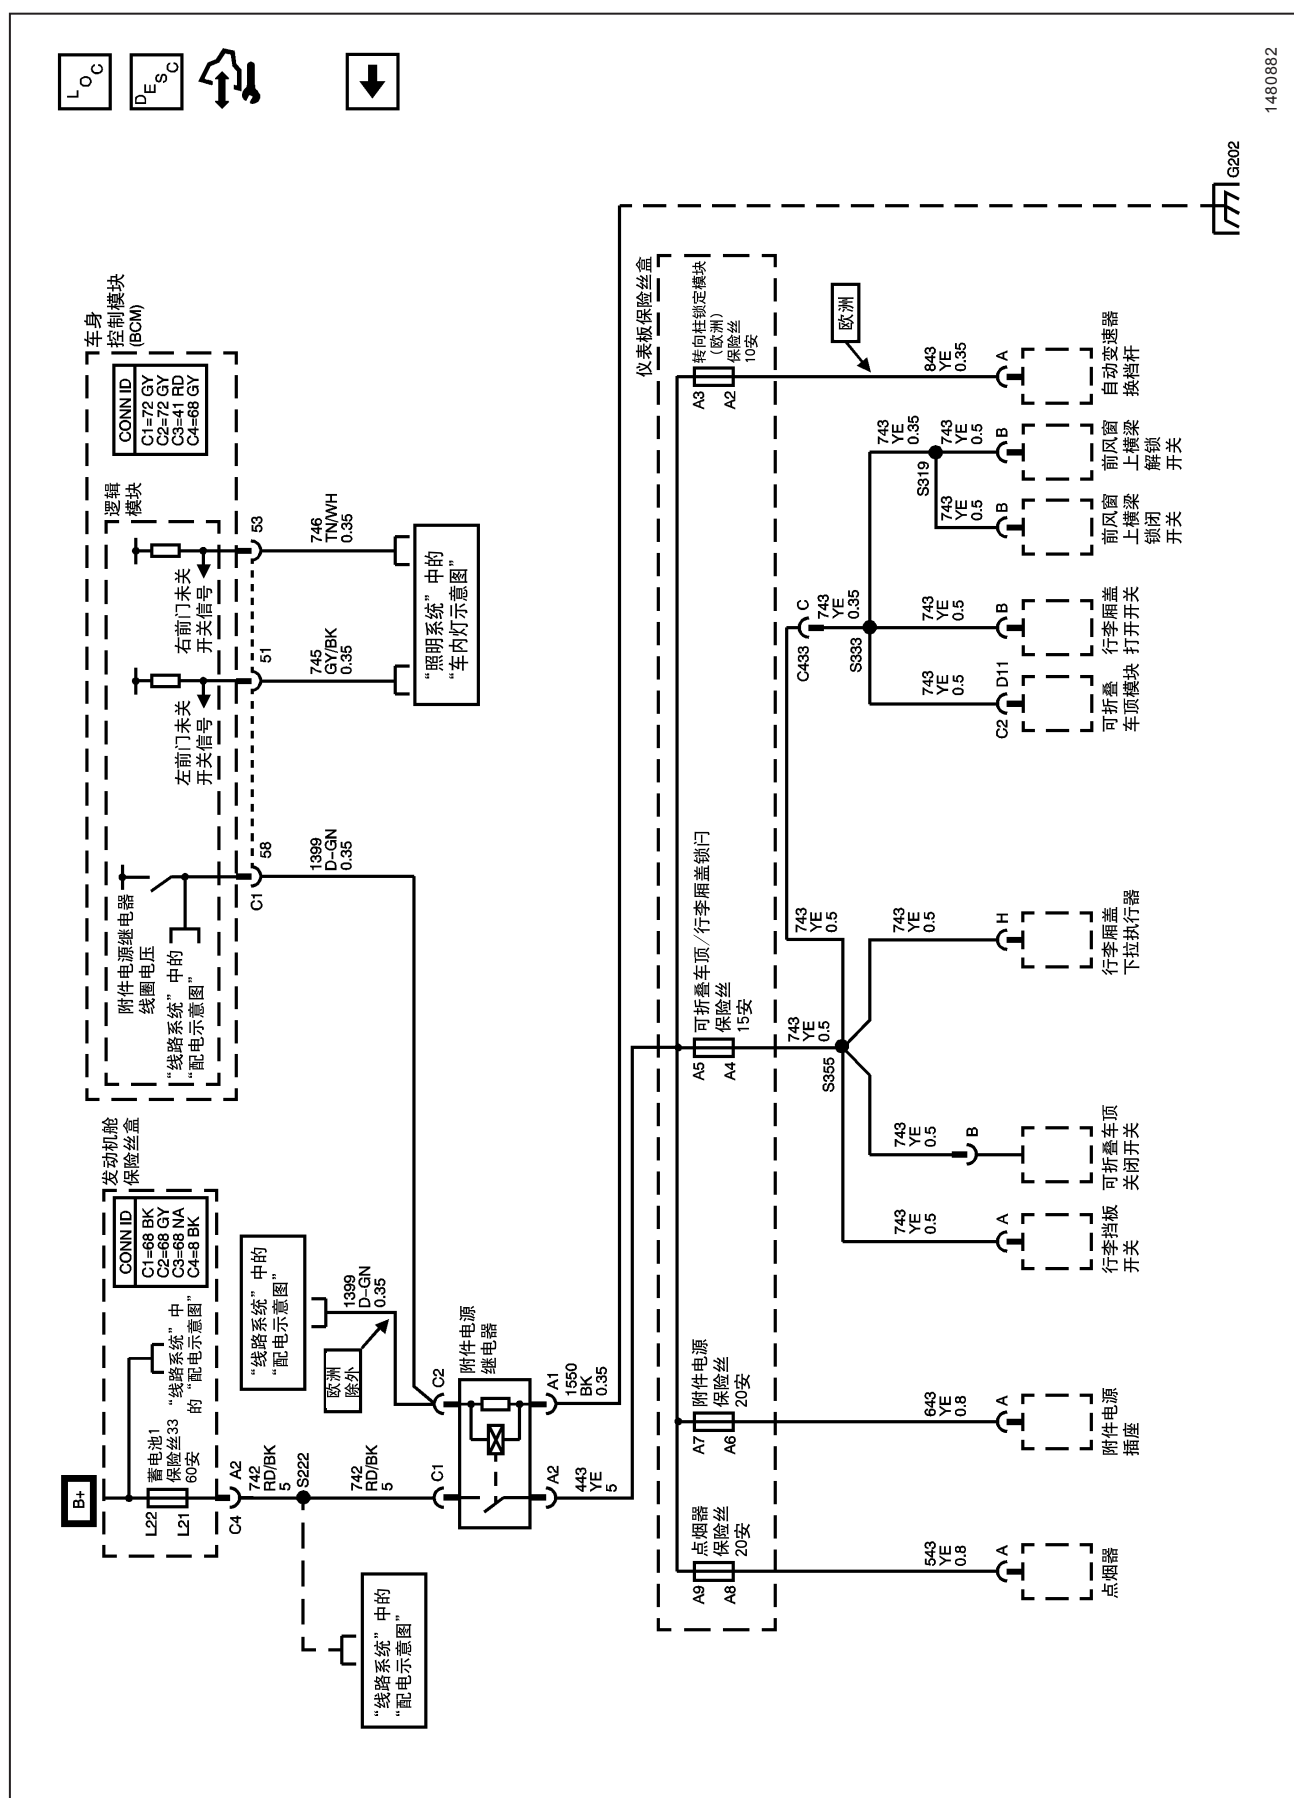 LOC
DESC
1480882
B+
发动机舱
保险丝盒
CONN ID
C1=68 BK
C2=68 GY
C3=68 NA
C4=8 BK
“线路系统”中
的“配电示意图”
蓄电池1
保险丝33
60安
L22
L21
C4
A2
742
RD/BK
5
S222
742
RD/BK
5
“线路系统”中的
“配电示意图”
“线路系统”中的
“配电示意图”
1399
D-GN
0.35
欧洲
除外
车身
控制模块
(BCM)
CONN ID
C1=72 GY
C2=72 GY
C3=41 RD
C4=68 GY
逻辑
模块
附件电源继电器
线圈电压
“线路系统”中的
“配电示意图”
左前门未关
开关信号
右前门未关
开关信号
C1
58
51
53
1399
D-GN
0.35
745
GY/BK
0.35
746
TN/WH
0.35
“照明系统”中的
“车内灯示意图”
C1
C2
附件电源
继电器
A2
A1
443
YE
5
1550
BK
0.35
仪表板保险丝盒
点烟器
保险丝
20安
A9
A8
附件电源
保险丝
20安
A7
A6
可折叠车顶/行李厢盖锁闩
保险丝
15安
A5
A4
转向柱锁定模块
（欧洲）
保险丝
10安
A3
A2
欧洲
G202
743
YE
0.5
S355
743
YE
0.5
C433
C
743
YE
0.35
S333
743
YE
0.35
S319
543
YE
0.8
A
点烟器
643
YE
0.8
A
附件电源
插座
743
YE
0.5
A
行李挡板
开关
743
YE
0.5
B
可折叠车顶
关闭开关
743
YE
0.5
H
行李厢盖
下拉执行器
743
YE
0.5
C2
D11
可折叠
车顶模块
743
YE
0.5
B
行李厢盖
打开开关
743
YE
0.5
B
前风窗
上横梁
锁闭
开关
743
YE
0.5
B
前风窗
上横梁
解锁
开关
843
YE
0.35
A
自动变速器
换档杆